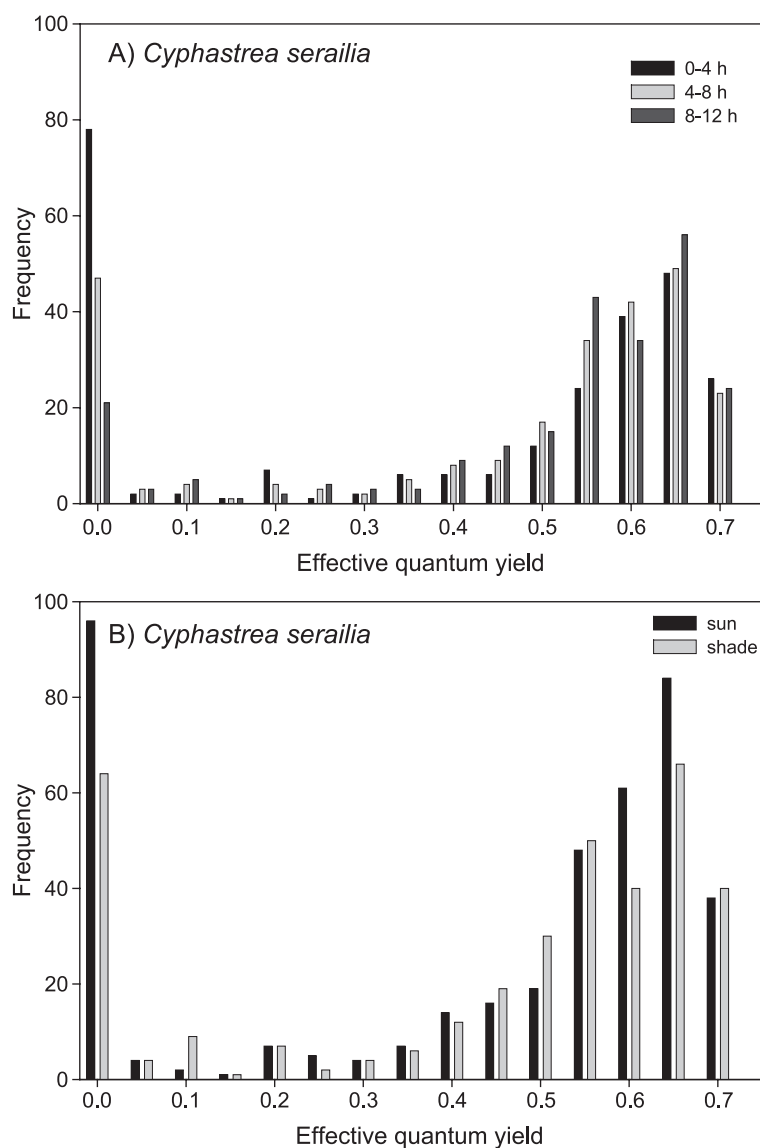 100
A) Cyphastrea serailia
0-4 h
4-8 h
8-12 h
80
60
Frequency
40
20
0
0.0 0.1 0.2 0.3 0.4 0.5 0.6 0.7
Effective quantum yield
100
B) Cyphastrea serailia
sun
shade
80
60
Frequency
40
20
0
0.0 0.1 0.2 0.3 0.4 0.5 0.6 0.7
Effective quantum yield